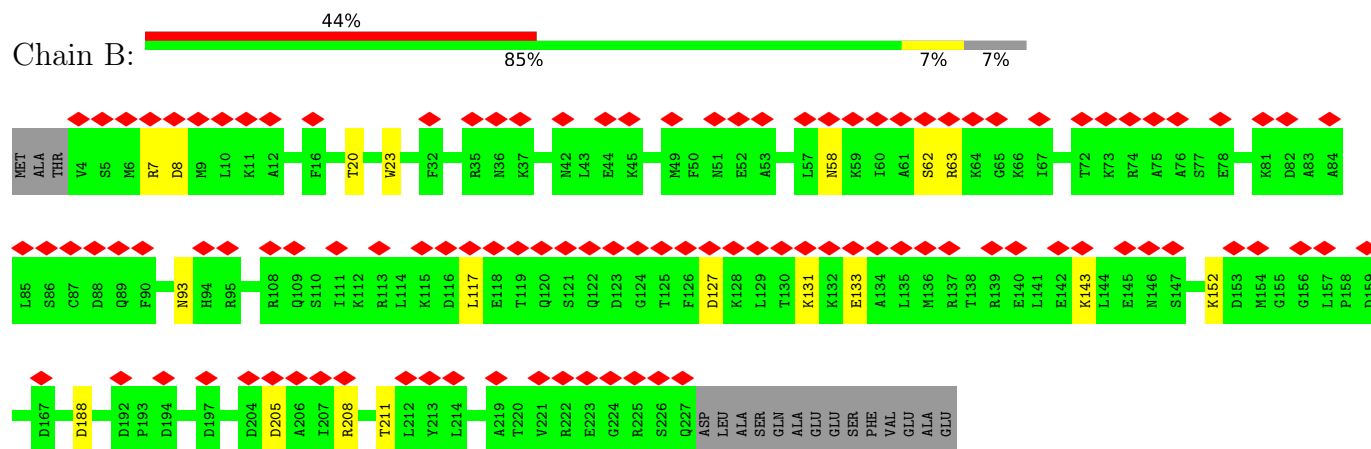 44%
Chain B:
85% 7% 7%
MET ALA THR V4 S5 M6 R7 D8 M9 L10 K11 A12 F16 T20 W23 F32 R35 N36 K37 N42 L43 E44 K45 M49 F50 N51 E52 A53 L57 N58 K59 I60 A61 S62 R63 K64 G65 K66 I67 T72 K73 R74 A75 A76 S77 E78 K81 D82 A83 A84
L85 S86 C87 D88 Q89 F90 N93 H94 R95 R108 Q109 S110 I111 K112 R113 L114 K115 D116 L117 E118 T119 Q120 S121 Q122 D123 G124 T125 F126 D127 K128 L129 T130 K131 K132 E133 A134 L135 M136 R137 T138 R139 E140 L141 E142 K143 L144 E145 N146 S147 K152 D153 M154 G155 G156 L157 P158 D159
D167 D188 D192 P193 D194 D197 D204 D205 A206 I207 R208 T211 L212 Y213 L214 A219 T220 V221 R222 E223 G224 R225 S226 Q227 ASP LEU ALA SER GLN ALA GLU GLU SER PHE VAL GLU ALA GLU